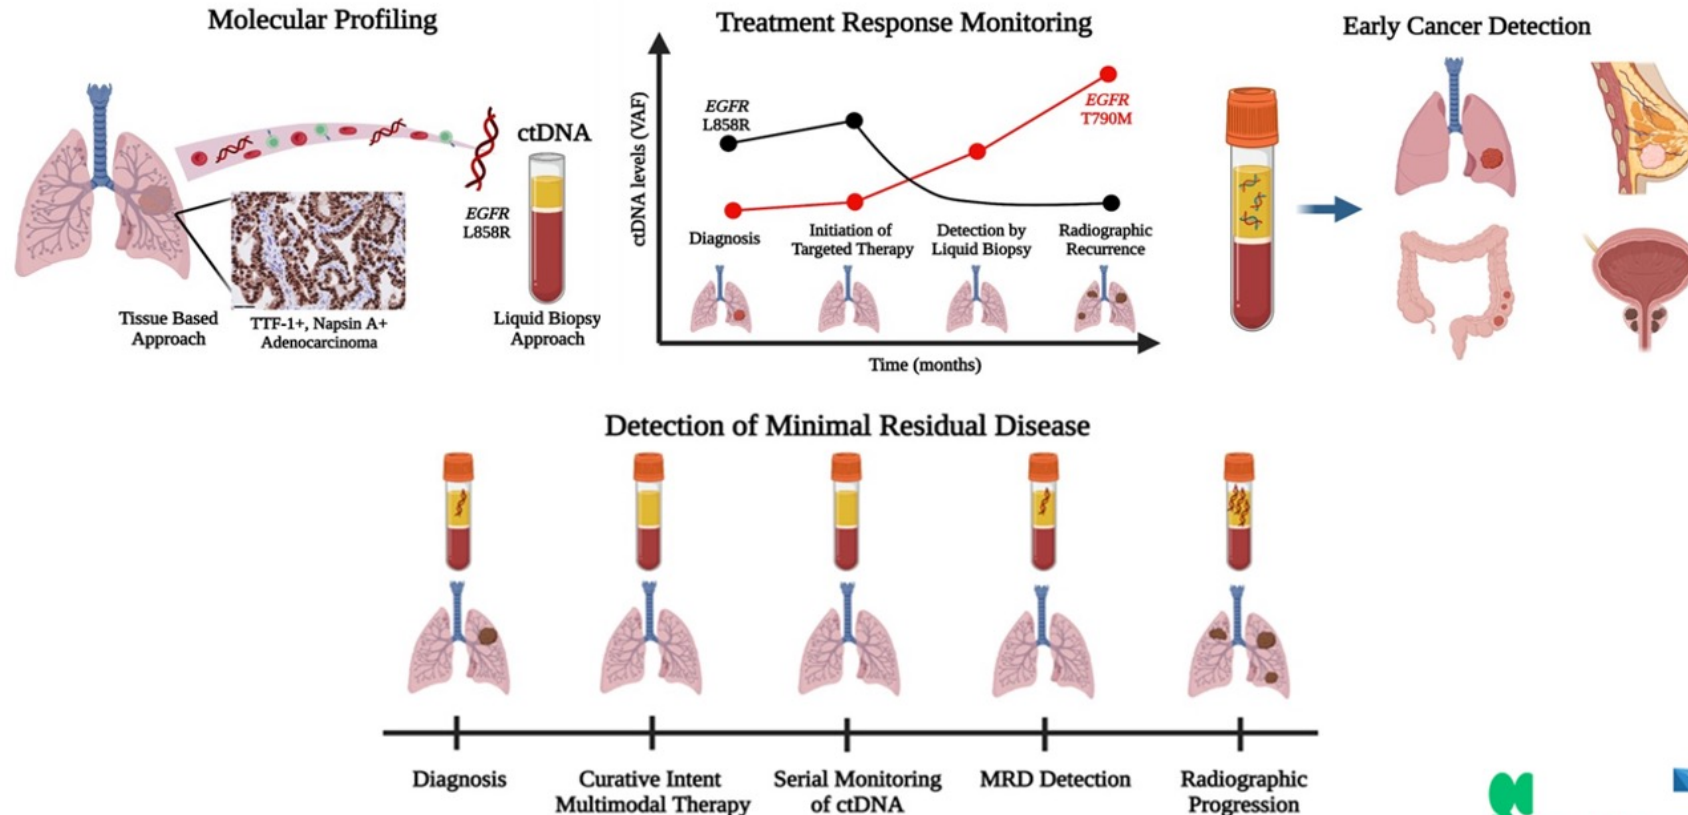 Molecular Profiling
ctDNA
EGFR
L858R
Tissue Based
Approach
TTF-1+, Napsin A+
Adenocarcinoma
Liquid Biopsy
Approach
Treatment Response Monitoring
ctDNA levels (VAF)
EGFR
L858R
EGFR
T790M
Diagnosis
Initiation of
Targeted Therapy
Detection by
Liquid Biopsy
Radiographic
Recurrence
Time (months)
Early Cancer Detection
Detection of Minimal Residual Disease
Diagnosis
Curative Intent
Multimodal Therapy
Serial Monitoring
of ctDNA
MRD Detection
Radiographic
Progression